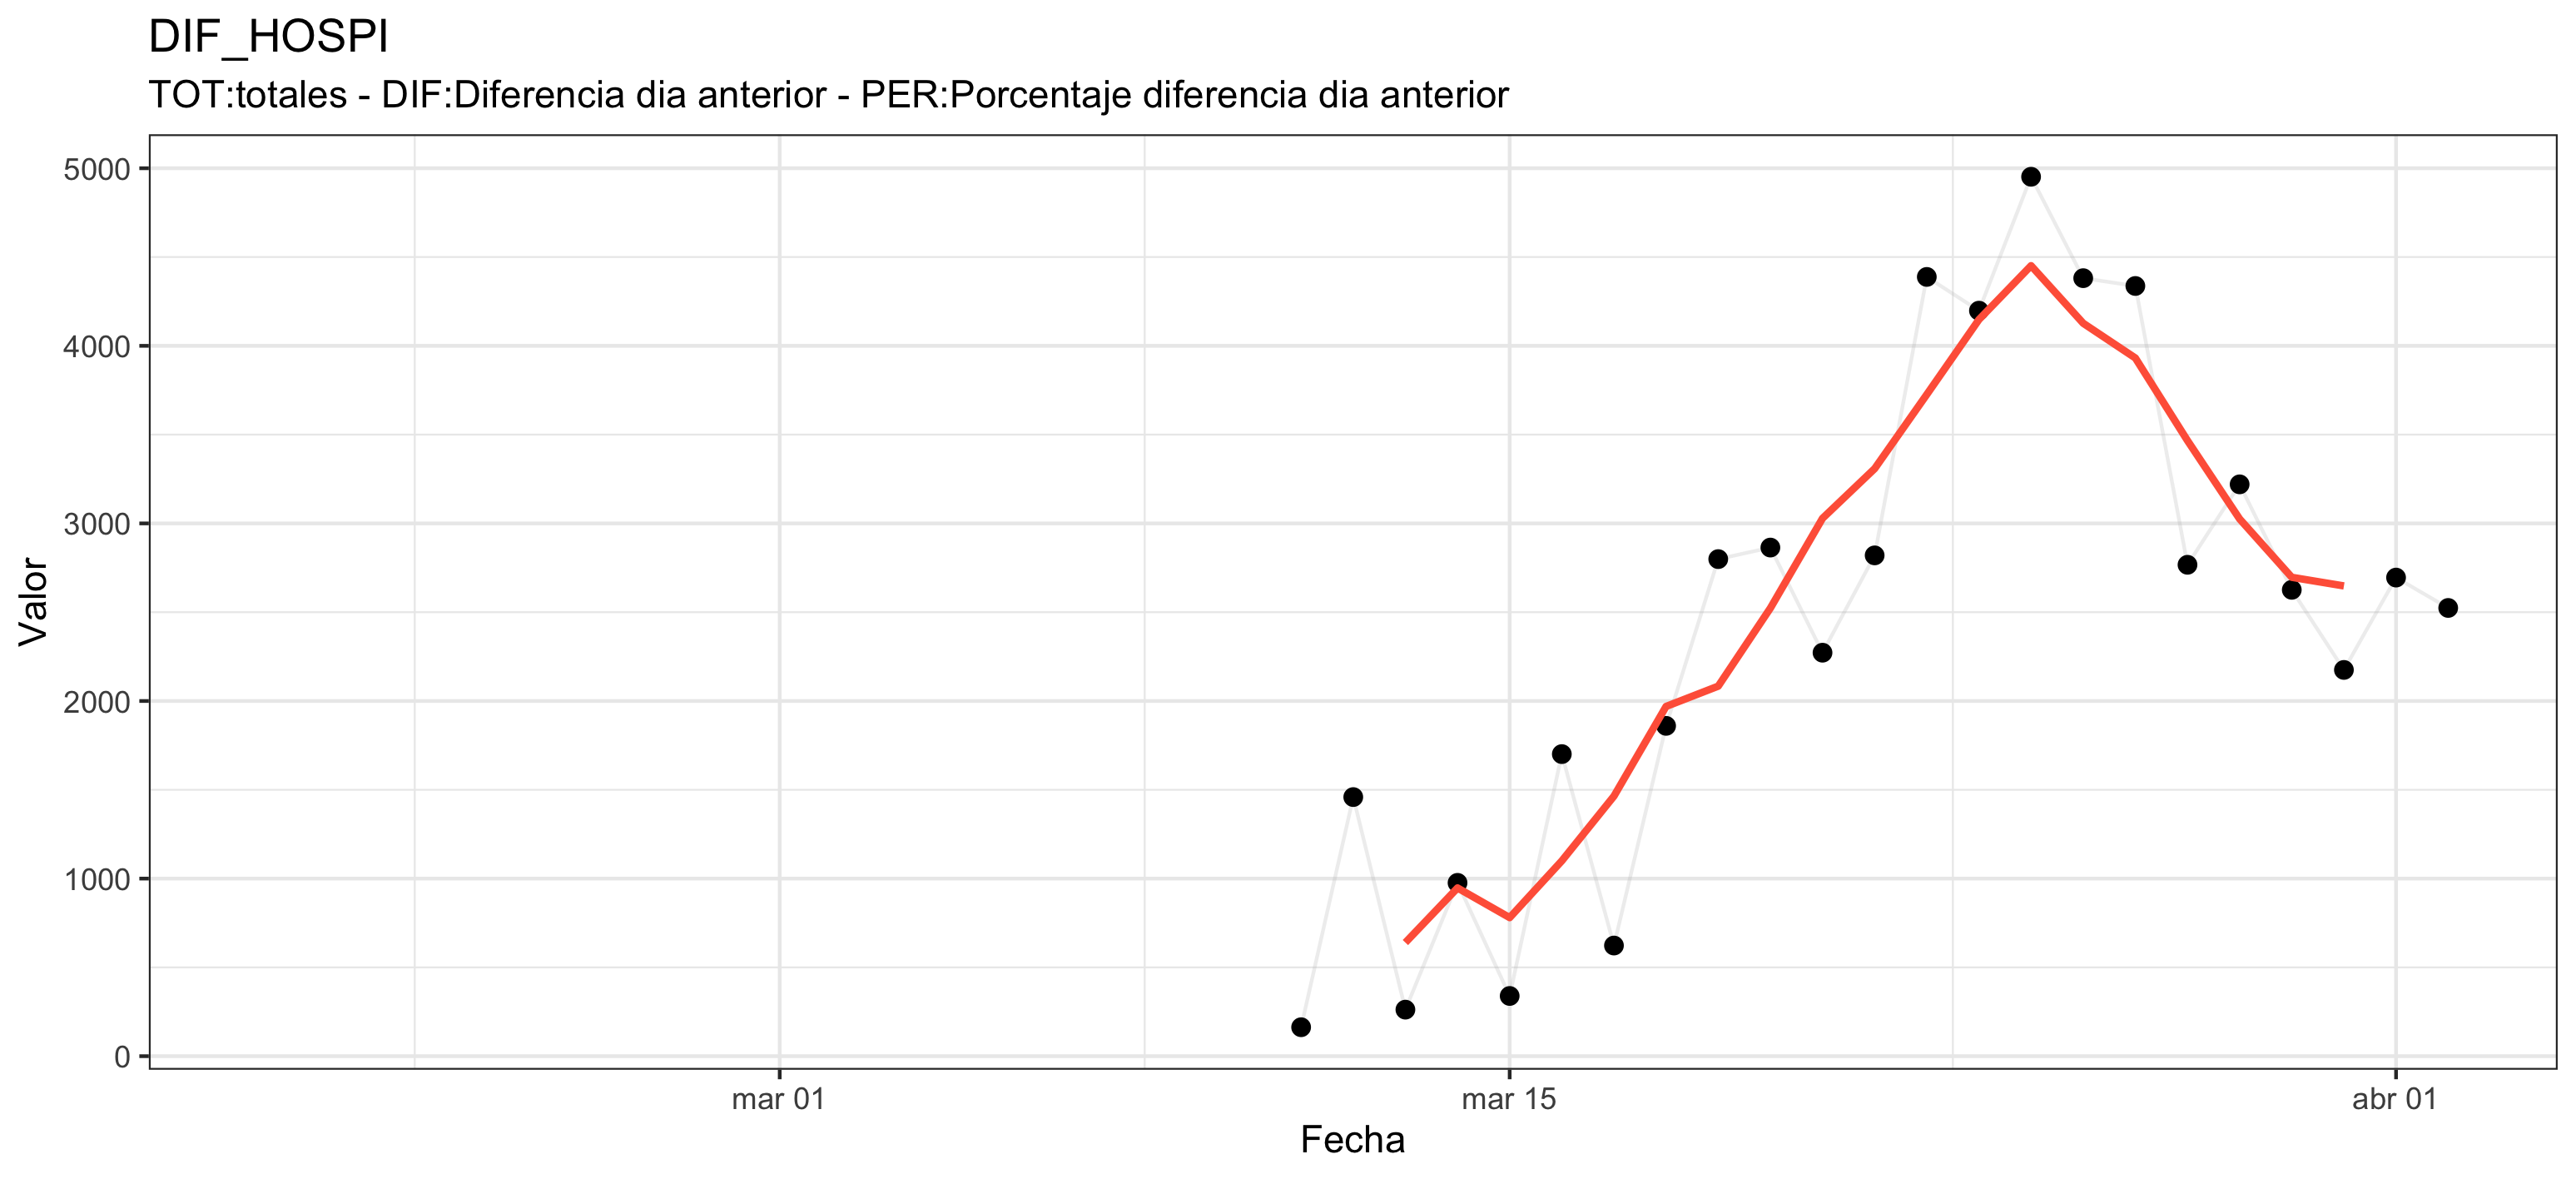 DIF_HOSPI
TOT:totales - DIF:Diferencia dia anterior - PER:Porcentaje diferencia dia anterior
5000
4000
3000
2000
1000
0
Valor
mar 01
mar 15
abr 01
Fecha